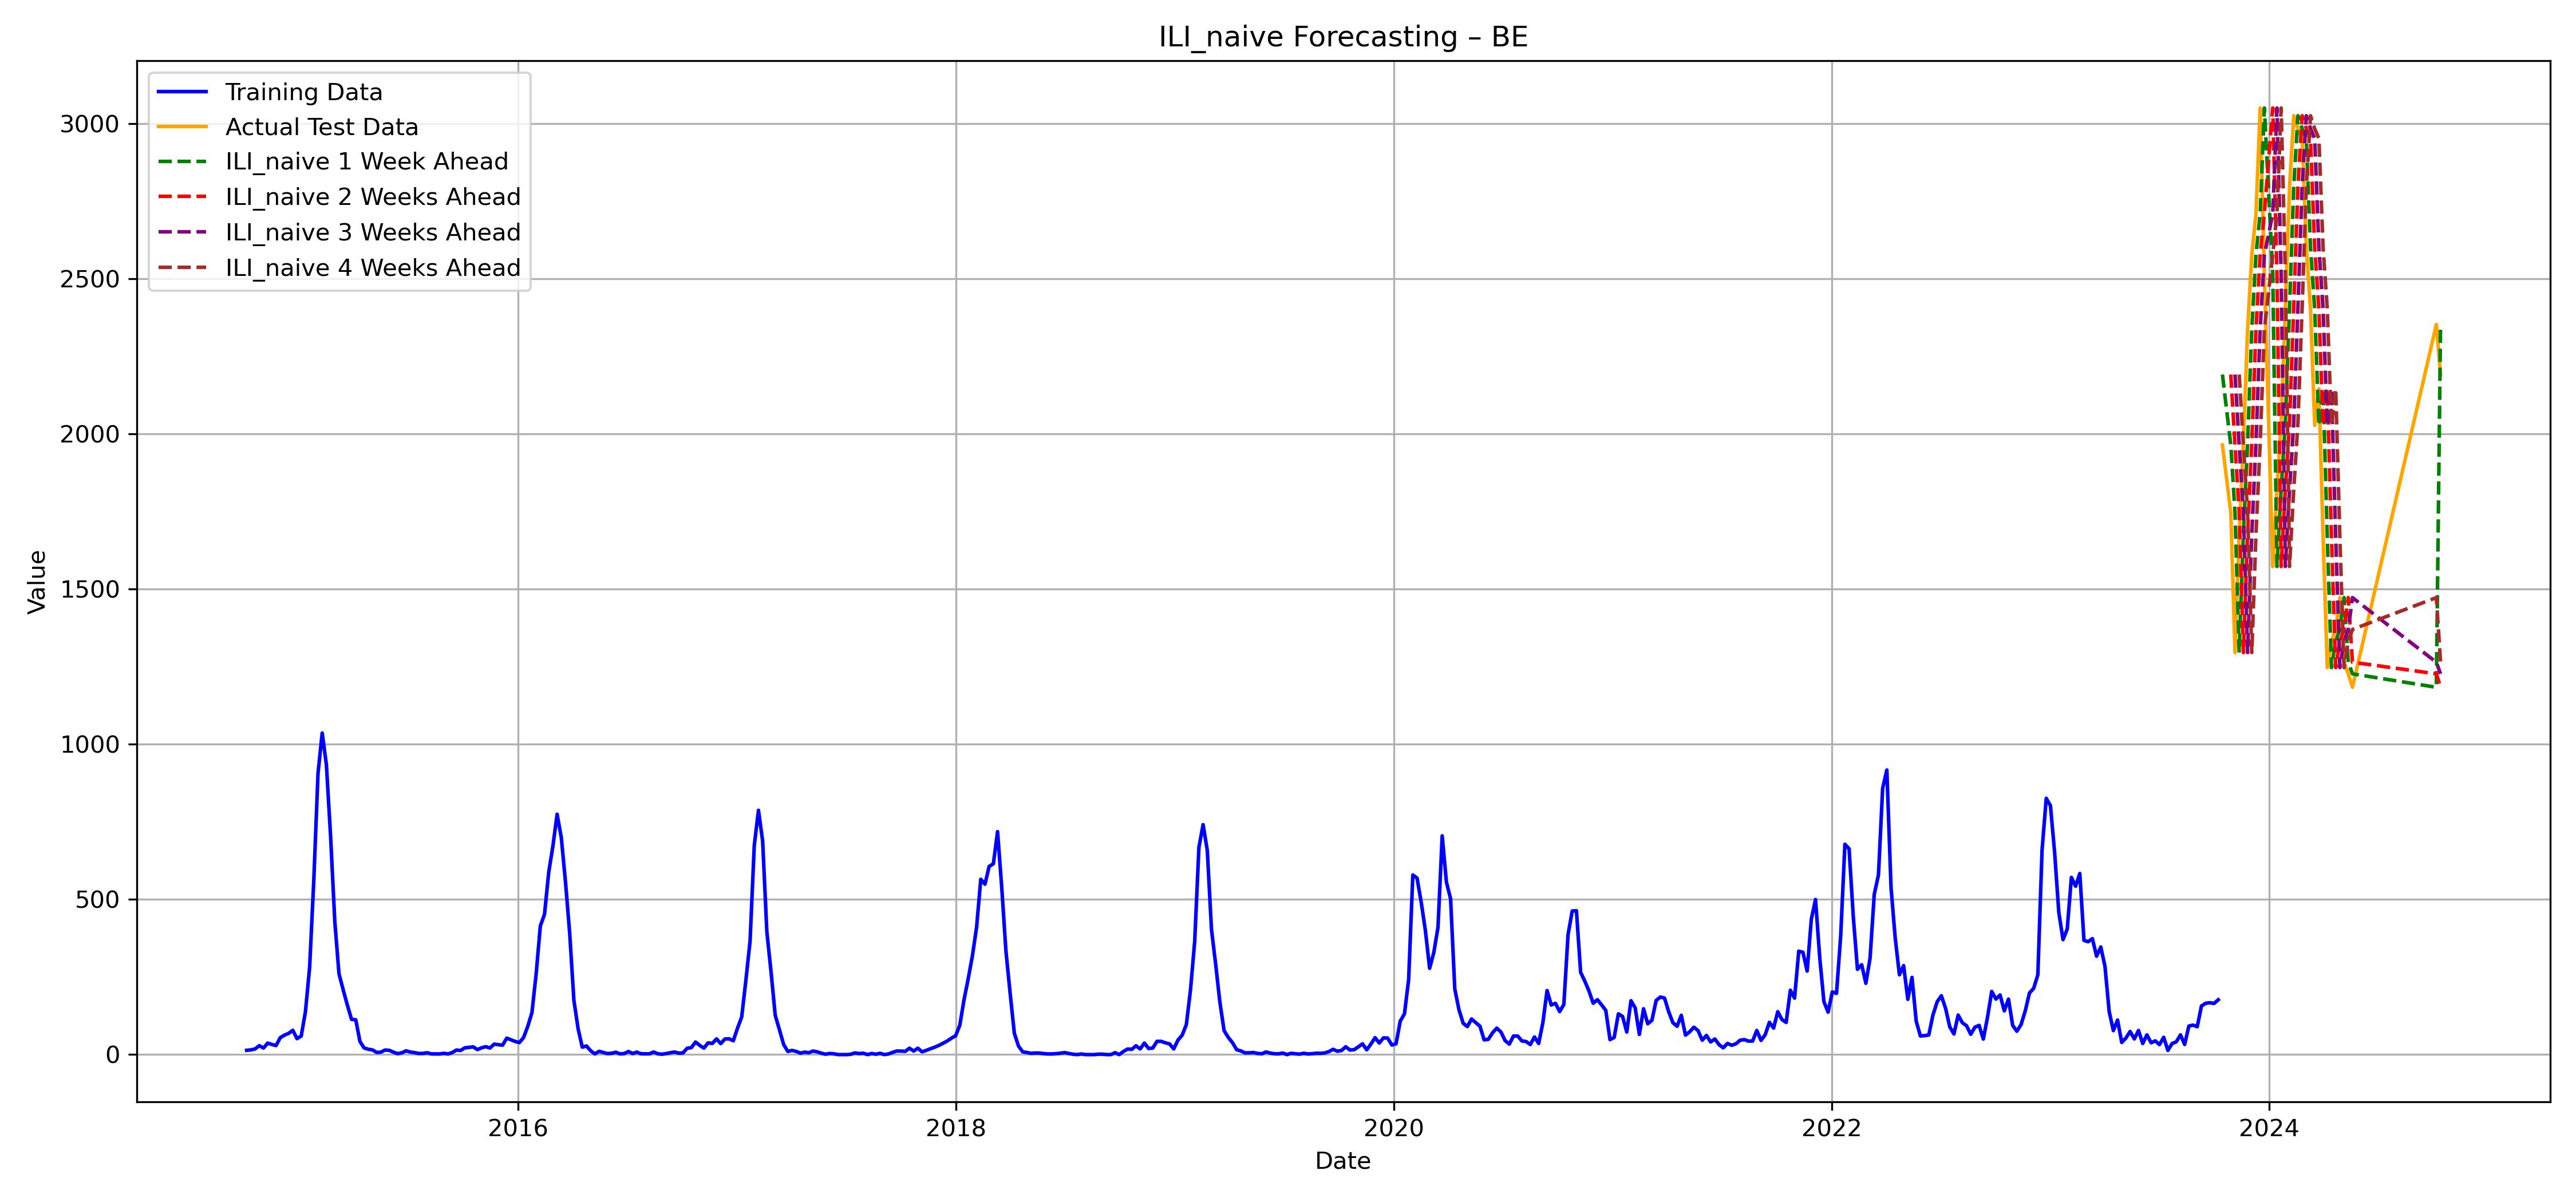 ILI_naive Forecasting – BE
Training Data
Actual Test Data
ILI_naive 1 Week Ahead
ILI_naive 2 Weeks Ahead
ILI_naive 3 Weeks Ahead
ILI_naive 4 Weeks Ahead
Value
3000
2500
2000
1500
1000
500
0
2016
2018
2020
2022
2024
Date